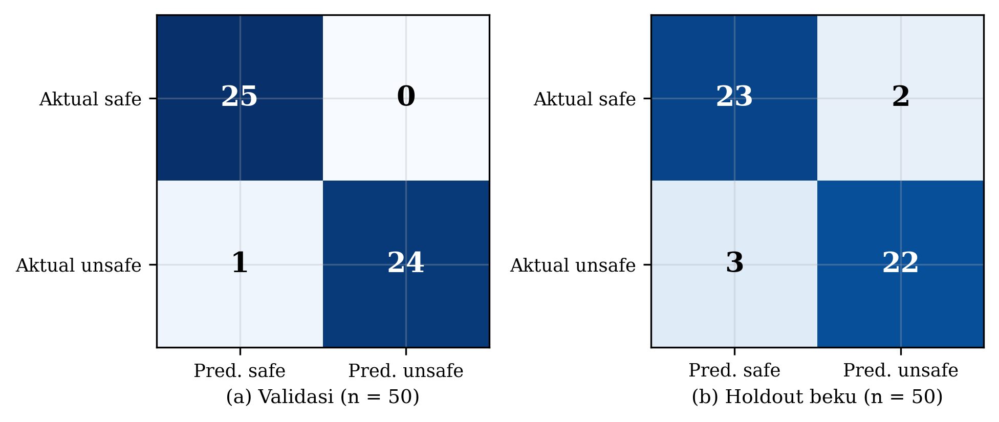 Aktual safe
25
0
Aktual unsafe
1
24
Pred. safe
Pred. unsafe
(a) Validasi (n = 50)
Aktual safe
23
2
Aktual unsafe
3
22
Pred. safe
Pred. unsafe
(b) Holdout beku (n = 50)